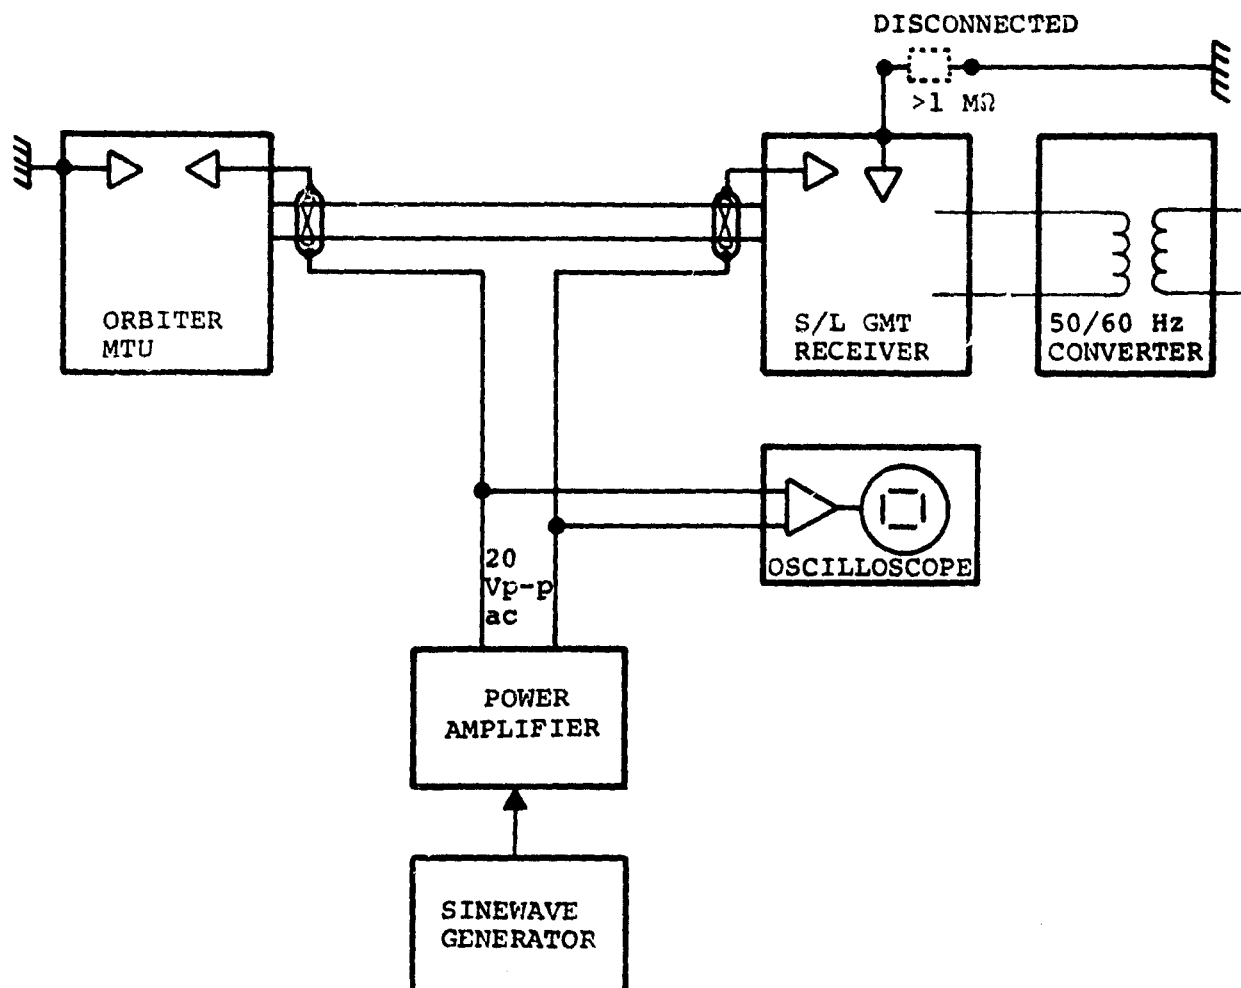 DISCONNECTED
>1 MΩ
ORBITER
MTU
S/L GMT
RECEIVER
50/60 Hz
CONVERTER
OSCILLOSCOPE
20
Vp-p
ac
POWER
AMPLIFIER
SINEWAVE
GENERATOR